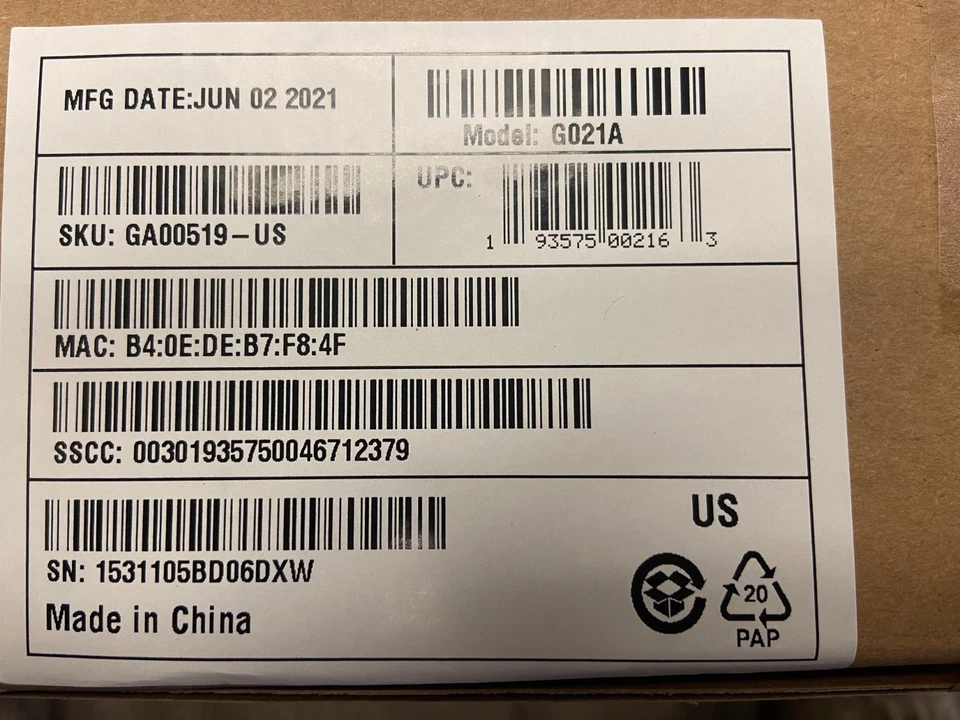 MFG DATE:JUN 02 2021
Model: G021A
SKU: GA00519-US
UPC:
1 93575 00216 3
MAC: B4:0E:DE:B7:F8:4F
SSCC: 00301935750046712379
US
SN: 1531105BD06DXW
Made in China
20
PAP